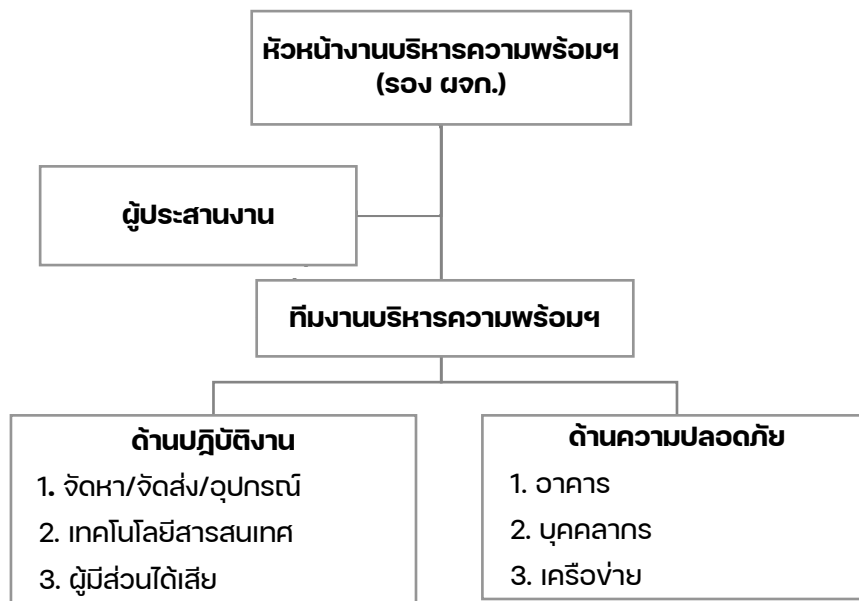 หัวหน้างานบริหารความพร้อมฯ
(รอง ผจก.)
ผู้ประสานงาน
ทีมงานบริหารความพร้อมฯ
ด้านปฏิบัติงาน
1. จัดหา/จัดส่ง/อุปกรณ์
2. เทคโนโลยีสารสนเทศ
3. ผู้มีส่วนได้เสีย
ด้านความปลอดภัย
1. อาคาร
2. บุคคลากร
3. เครือข่าย